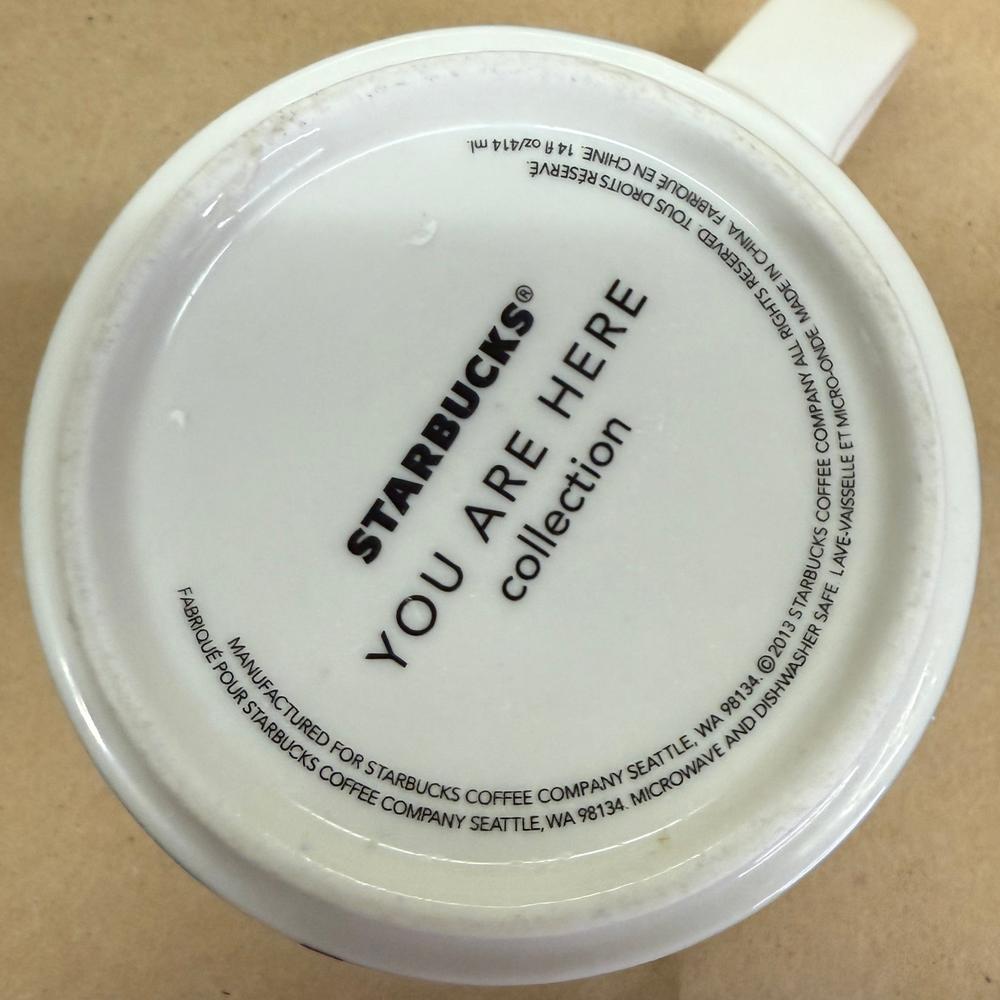 STARBUCKS®
YOU ARE HERE
collection
MANUFACTURED FOR STARBUCKS COFFEE COMPANY SEATTLE, WA 98134. ©2013 STARBUCKS COFFEE COMPANY ALL RIGHTS RESERVED. TOUS DROITS RÉSERVÉ.
FABRIQUÉ POUR STARBUCKS COFFEE COMPANY SEATTLE, WA 98134. MICROWAVE AND DISHWASHER SAFE LAVE-VAISSELLE ET MICRO-ONDE MADE IN CHINA. FABRIQUÉ EN CHINE. 14 fl oz/414 ml.